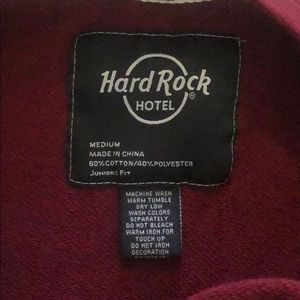 Hard Rock
HOTEL
®
MEDIUM
MADE IN CHINA
60%COTTON/40%POLYESTER
JUNIORS FIT
MACHINE WASH
WARM TUMBLE
DRY LOW
WASH COLORS
SEPARATELY
DO NOT BLEACH
WARM IRON FOR
TOUCH UP
DO NOT IRON
DECORATION